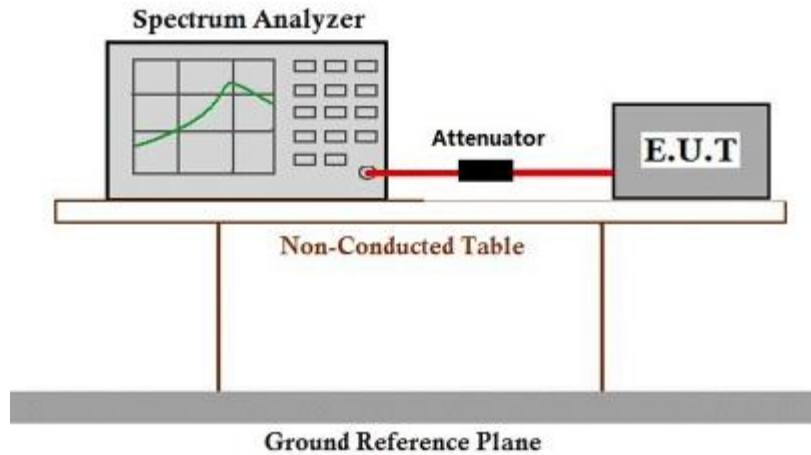 Spectrum Analyzer
Attenuator
E.U.T
Non-Conducted Table
Ground Reference Plane